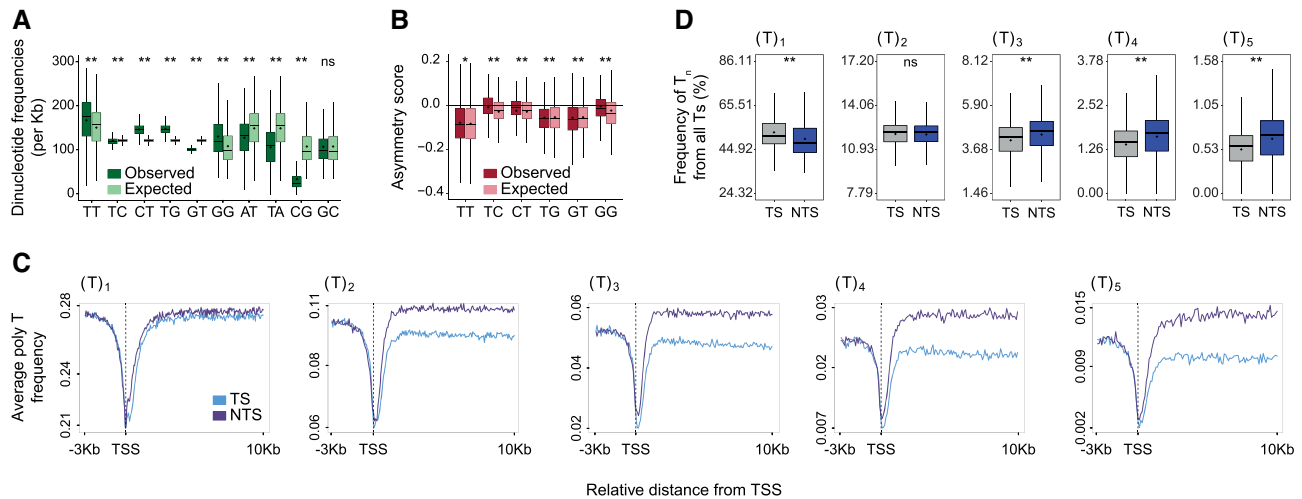 A
Dinucleotide frequencies
(per Kb)
300
200
100
0
** ** ** ** ** ** ** ** ** ns
Observed
Expected
TT TC CT TG GT GG AT TA CG GC
B
Asymmetry score
0.2
0.0
−0.2
−0.4
* ** ** ** ** **
Observed
Expected
TT TC CT TG GT GG
D
Frequency of Tn
from all Ts (%)
(T)1
86.11
65.51
44.92
24.32
**
TS NTS
(T)2
17.20
14.06
10.93
7.79
ns
TS NTS
(T)3
8.12
5.90
3.68
1.46
**
TS NTS
(T)4
3.78
2.52
1.26
0.00
**
TS NTS
(T)5
1.58
1.05
0.53
0.00
**
TS NTS
C
Average poly T
frequency
(T)1
0.28
0.24
0.21
TS
NTS
-3Kb TSS 10Kb
(T)2
0.11
0.08
0.06
-3Kb TSS 10Kb
(T)3
0.06
0.04
0.02
-3Kb TSS 10Kb
(T)4
0.03
0.02
0.007
-3Kb TSS 10Kb
(T)5
0.015
0.009
0.002
-3Kb TSS 10Kb
Relative distance from TSS